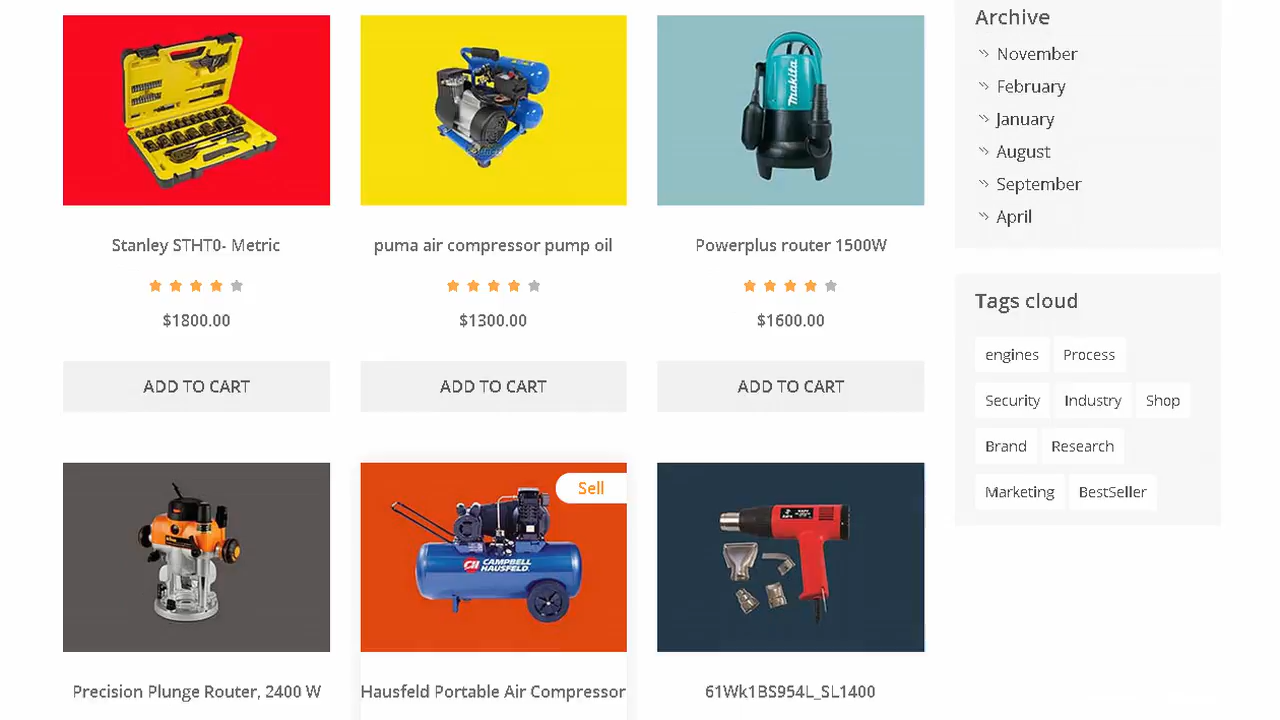 Stanley STHT0- Metric
$1800.00
ADD TO CART
puma air compressor pump oil
$1300.00
ADD TO CART
makita
Powerplus router 1500W
$1600.00
ADD TO CART
Precision Plunge Router, 2400 W
Sell
CAMPBELL
HAUSFELD
Hausfeld Portable Air Compressor
61Wk1BS954L_SL1400
Archive
November
February
January
August
September
April
Tags cloud
engines Process
Security Industry Shop
Brand Research
Marketing BestSeller